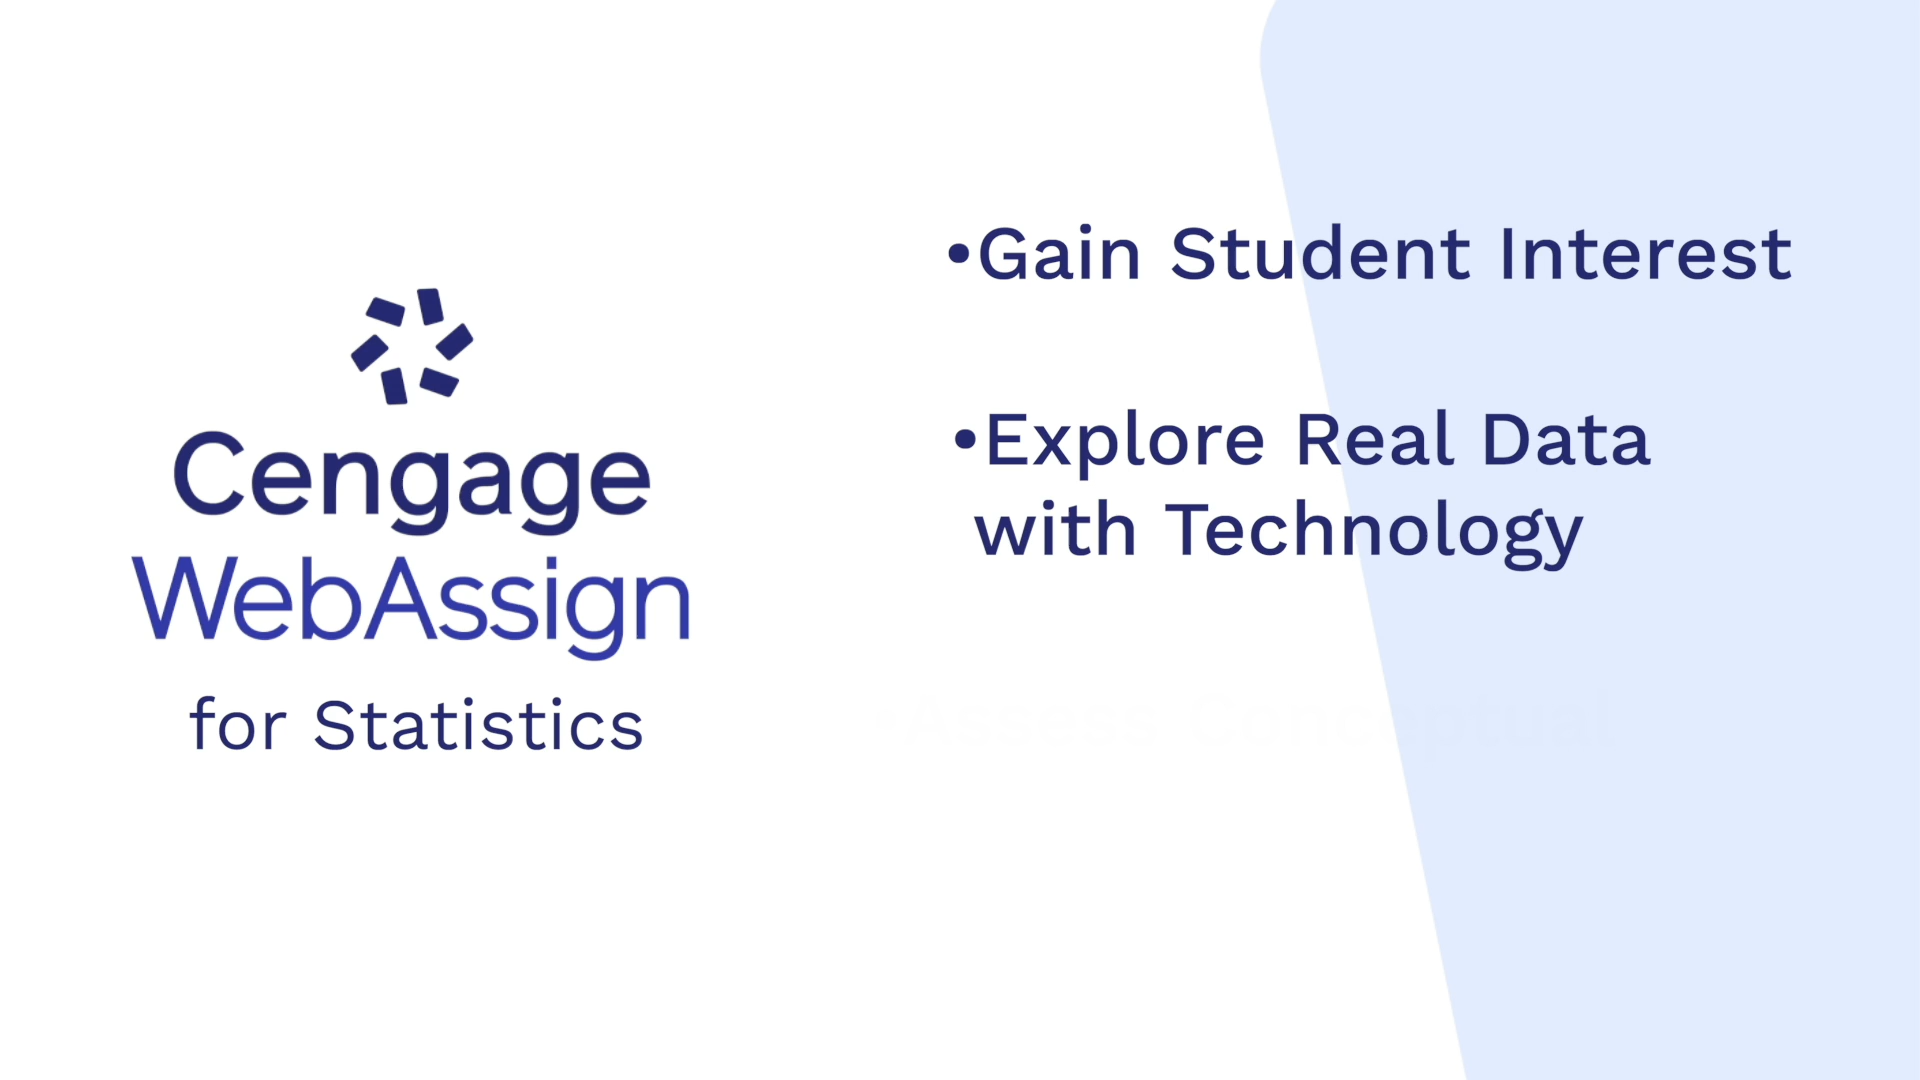 Cengage
WebAssign
for Statistics
•Gain Student Interest
•Explore Real Data
with Technology